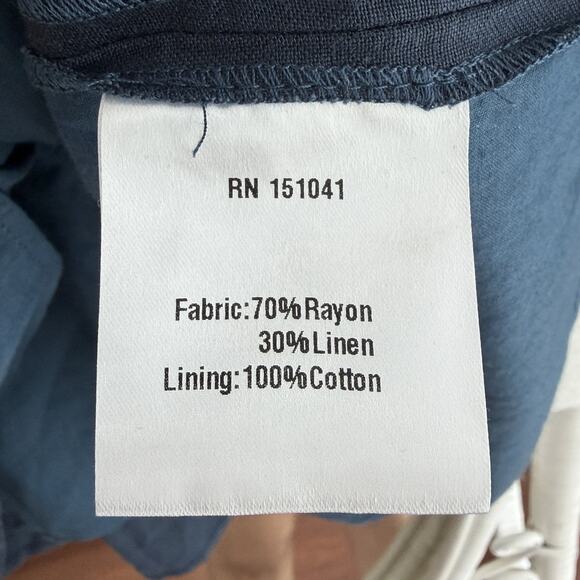 RN 151041
Fabric:70%Rayon
30%Linen
Lining:100%Cotton